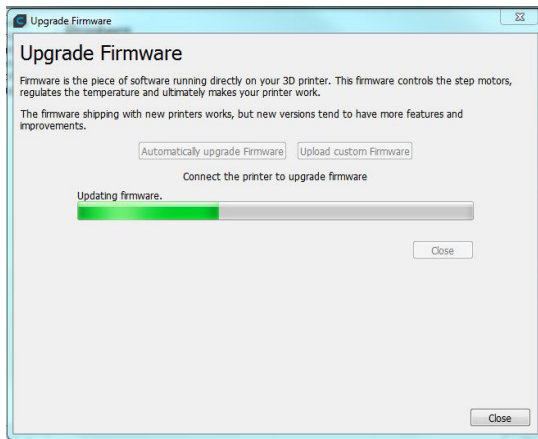 Upgrade Firmware
Upgrade Firmware
Firmware is the piece of software running directly on your 3D printer. This firmware controls the step motors,
regulates the temperature and ultimately makes your printer work.
The firmware shipping with new printers works, but new versions tend to have more features and
improvements.
Automatically upgrade Firmware Upload custom Firmware
Connect the printer to upgrade firmware
Updating firmware.
Close
Close